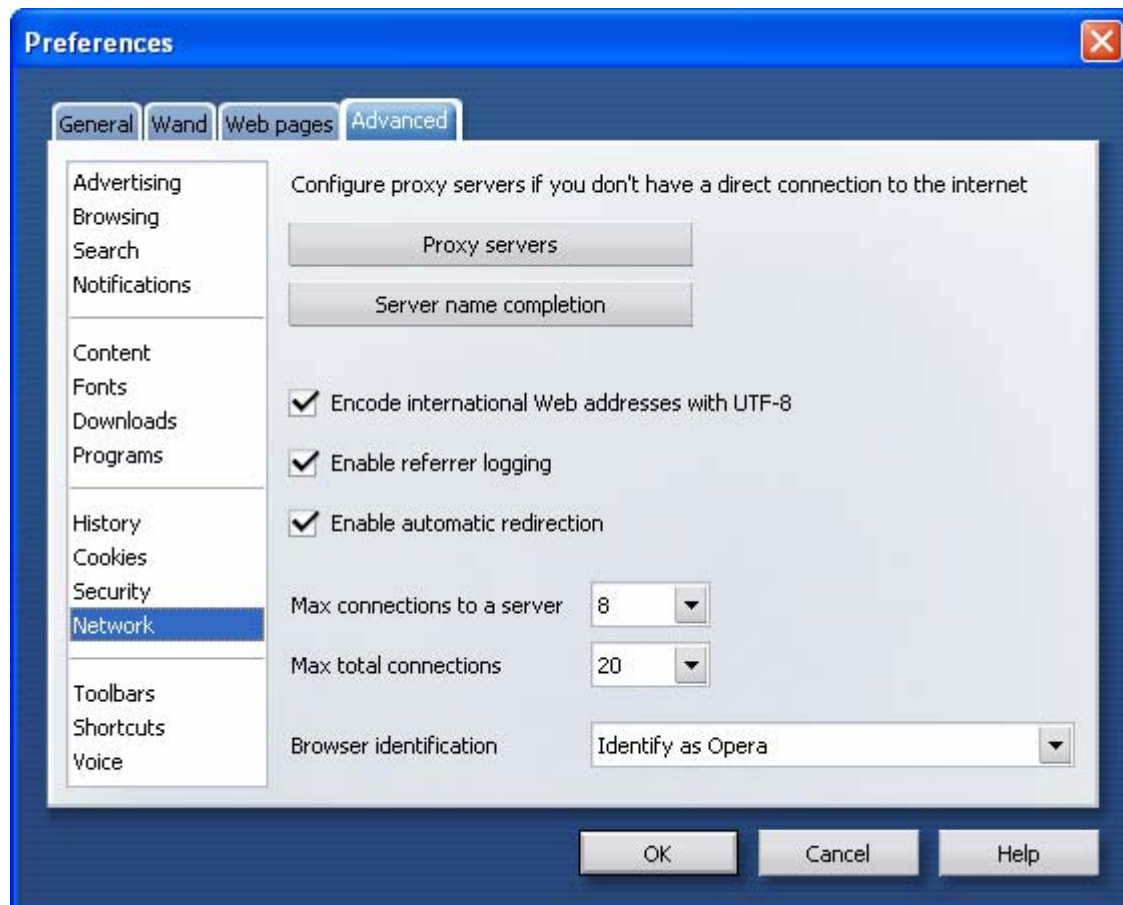 Preferences
General Wand Web pages Advanced
Advertising
Browsing
Search
Notifications
Content
Fonts
Downloads
Programs
History
Cookies
Security
Network
Toolbars
Shortcuts
Voice
Configure proxy servers if you don't have a direct connection to the internet
Proxy servers
Server name completion
Encode international Web addresses with UTF-8
Enable referrer logging
Enable automatic redirection
Max connections to a server 8
Max total connections 20
Browser identification Identify as Opera
OK Cancel Help